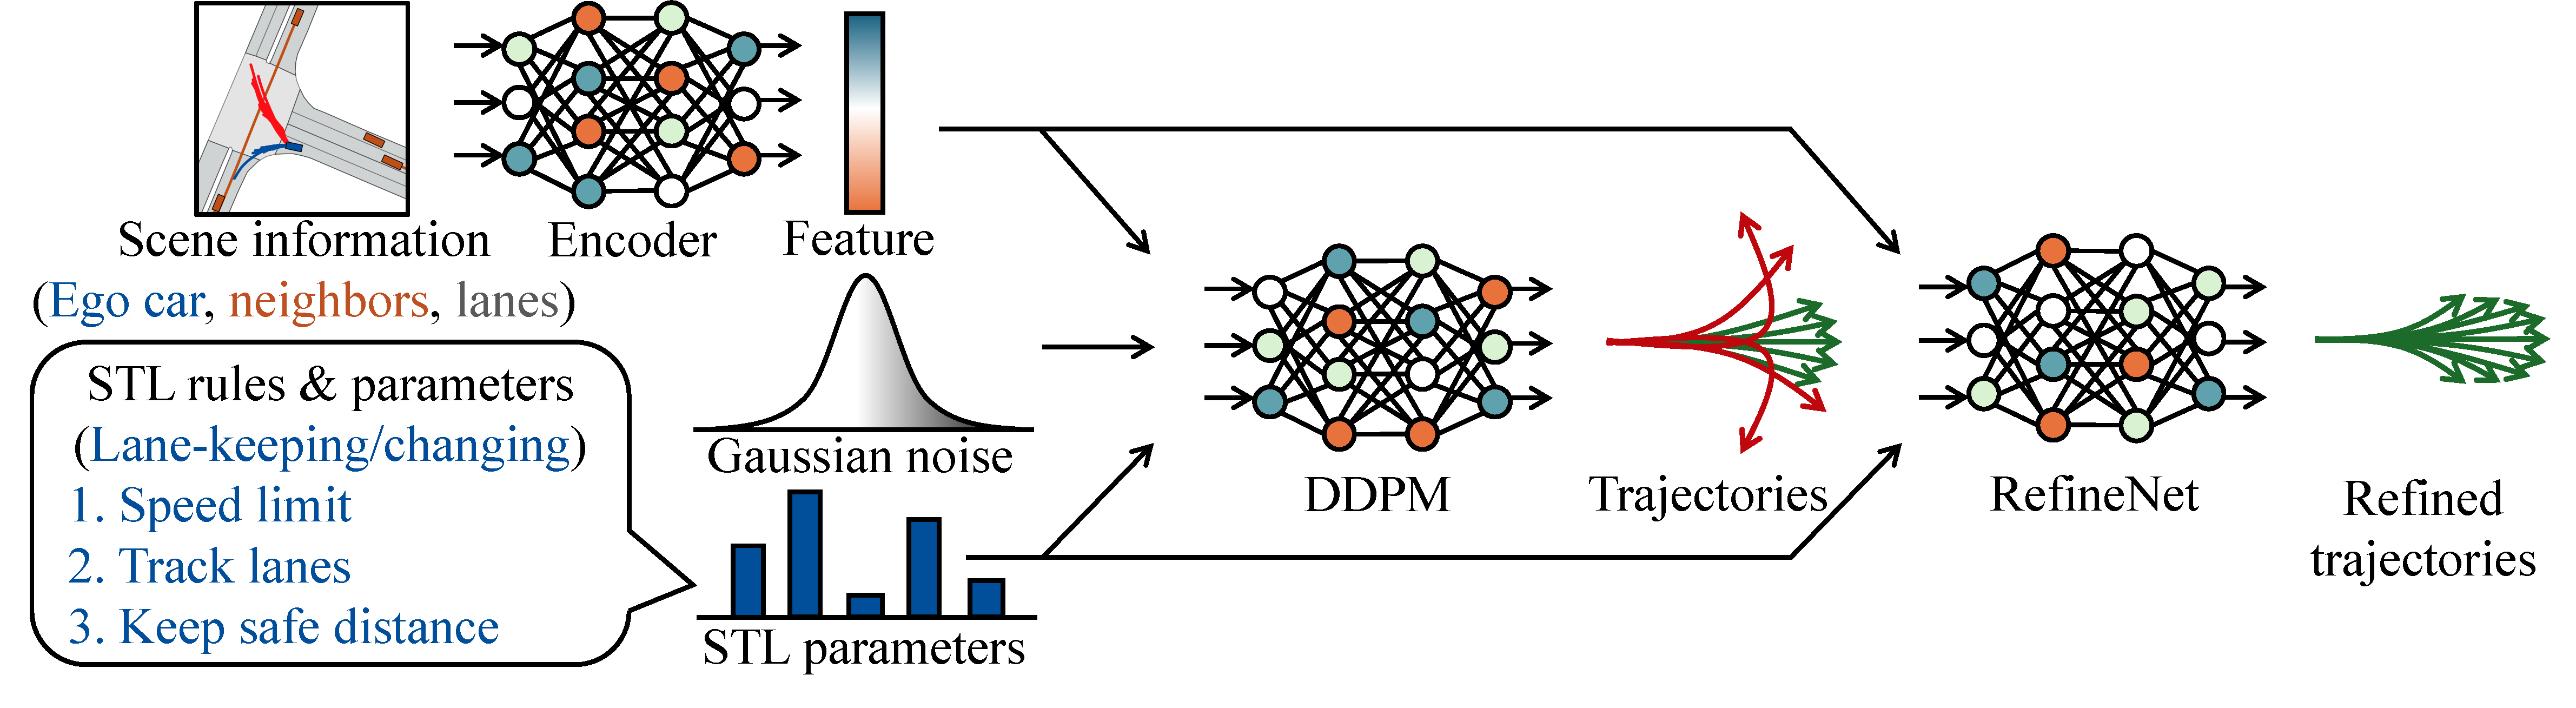 Scene information
(Ego car, neighbors, lanes)
Encoder
Feature
STL rules & parameters
(Lane-keeping/changing)
1. Speed limit
2. Track lanes
3. Keep safe distance
Gaussian noise
STL parameters
DDPM
Trajectories
RefineNet
Refined
trajectories